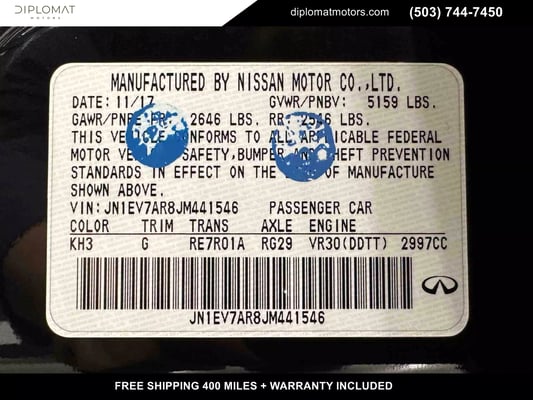 DIPLOMAT
MOTORS
diplomatmotors.com
(503) 744-7450
MANUFACTURED BY NISSAN MOTOR CO.,LTD.
DATE: 11/17 GVWR/PNBV: 5159 LBS.
GAWR/PNBE FR: 2646 LBS. RR: 2546 LBS.
THIS VEHICLE CONFORMS TO ALL APPLICABLE FEDERAL
MOTOR VEHICLE SAFETY,BUMPER AND THEFT PREVENTION
STANDARDS IN EFFECT ON THE DATE OF MANUFACTURE
SHOWN ABOVE.
VIN:JN1EV7AR8JM441546 PASSENGER CAR
COLOR TRIM TRANS AXLE ENGINE
KH3 G RE7R01A RG29 VR30(DDTT) 2997CC
JN1EV7AR8JM441546
FREE SHIPPING 400 MILES + WARRANTY INCLUDED